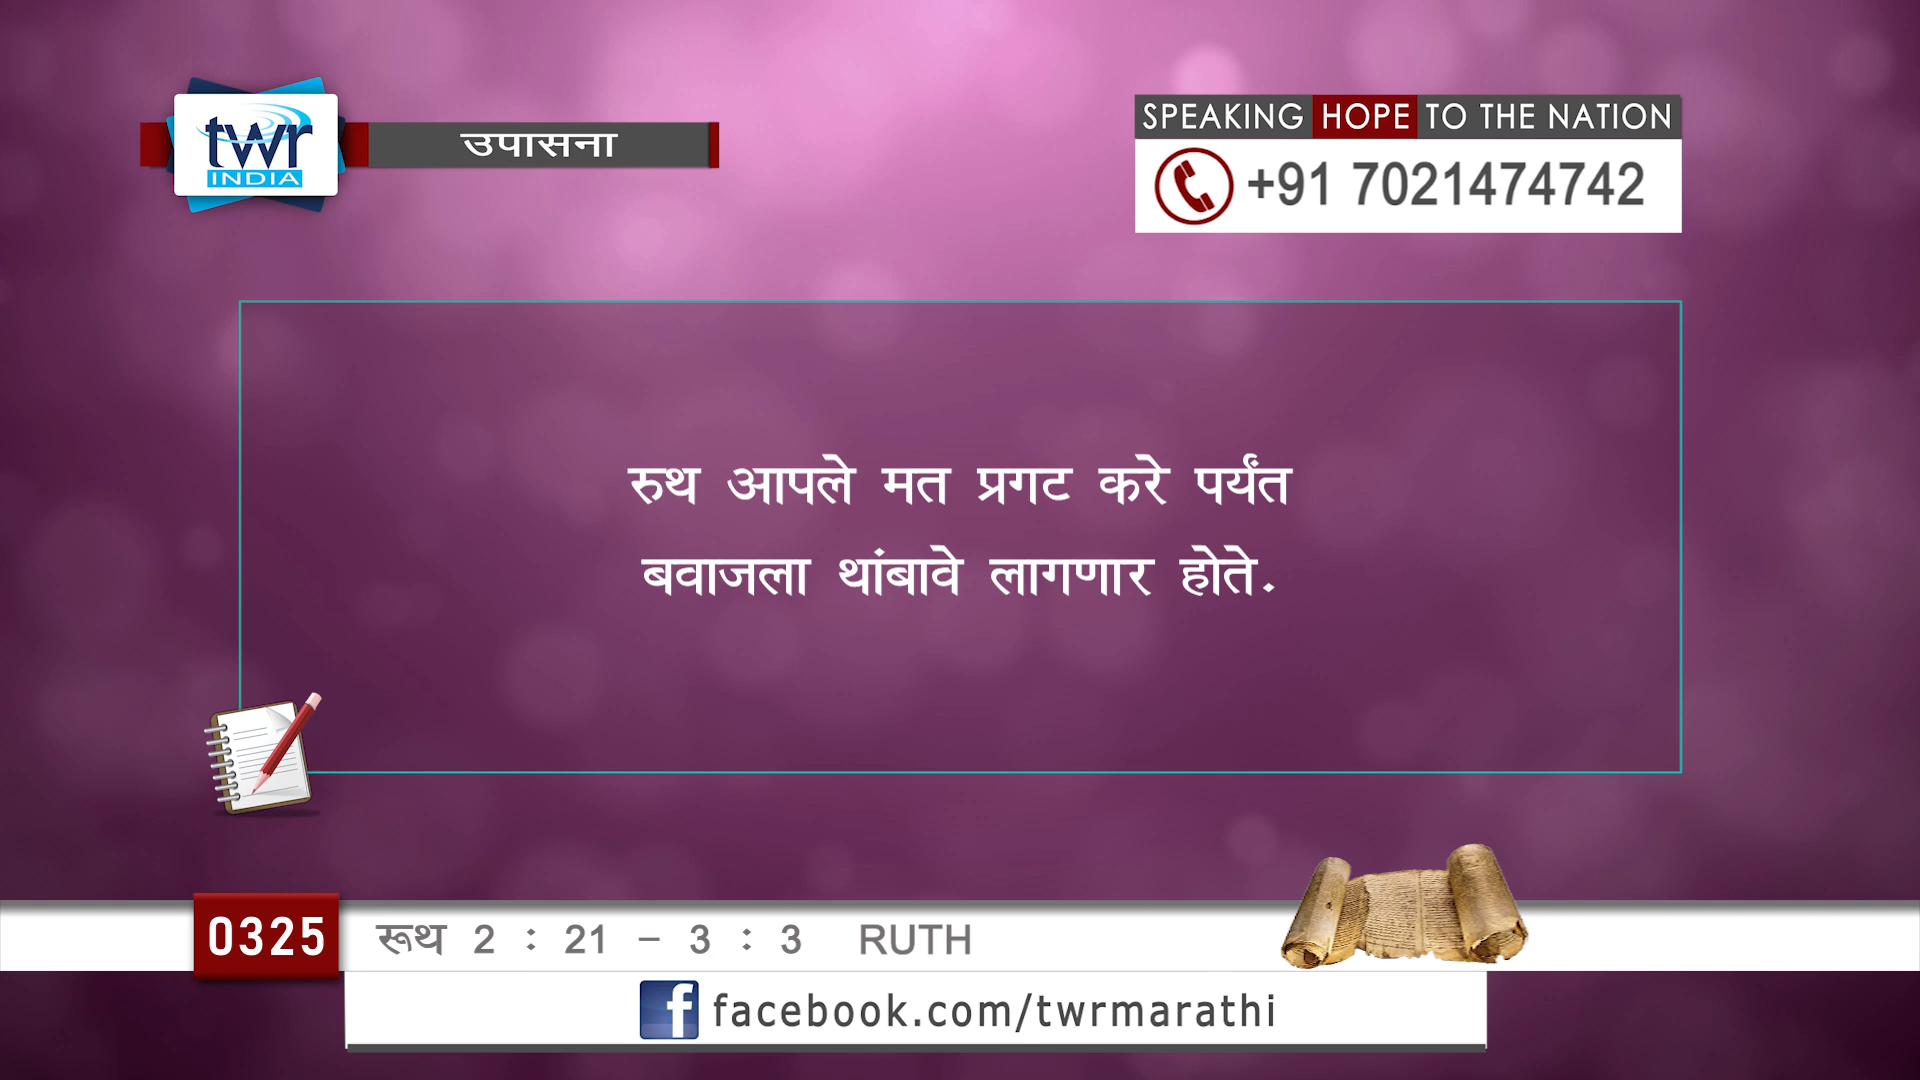 twr
INDIA
उपासना
SPEAKING HOPE TO THE NATION
+91 7021474742
रुथ आपले मत प्रगट करे पर्यंत
बवाजला थांबावे लागणार होते.
0325
रूथ 2 : 21 - 3 : 3 RUTH
facebook.com/twrmarathi